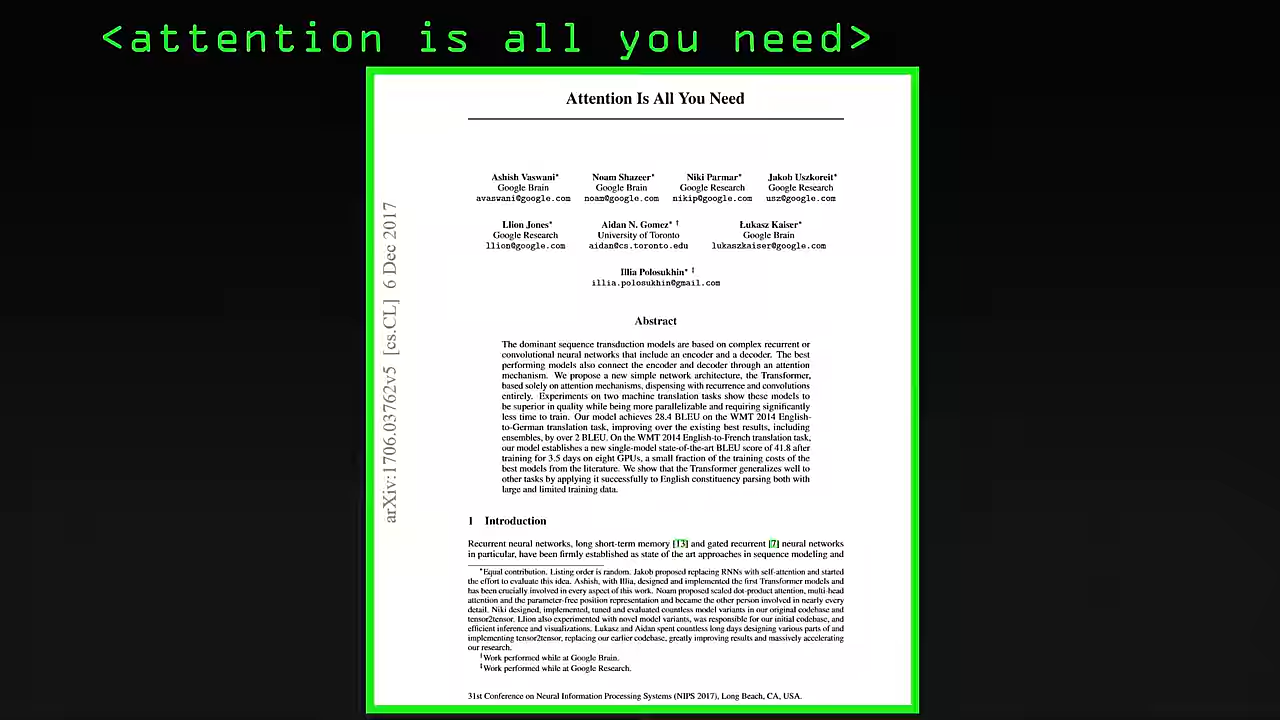 <attention is all you need>
Attention Is All You Need
Ashish Vaswani* Noam Shazeer* Niki Parmar* Jakob Uszkoreit*
Google Brain Google Brain Google Research Google Research
avaswani@google.com noam@google.com nikip@google.com usz@google.com
Llion Jones* Aidan N. Gomez* † Łukasz Kaiser*
Google Research University of Toronto Google Brain
llion@google.com aidan@cs.toronto.edu lukaszkaiser@google.com
Illia Polosukhin* ‡
illia.polosukhin@gmail.com
arXiv:1706.03762v5 [cs.CL] 6 Dec 2017
Abstract
The dominant sequence transduction models are based on complex recurrent or
convolutional neural networks that include an encoder and a decoder. The best
performing models also connect the encoder and decoder through an attention
mechanism. We propose a new simple network architecture, the Transformer,
based solely on attention mechanisms, dispensing with recurrence and convolutions
entirely. Experiments on two machine translation tasks show these models to
be superior in quality while being more parallelizable and requiring significantly
less time to train. Our model achieves 28.4 BLEU on the WMT 2014 English-
to-German translation task, improving over the existing best results, including
ensembles, by over 2 BLEU. On the WMT 2014 English-to-French translation task,
our model establishes a new single-model state-of-the-art BLEU score of 41.8 after
training for 3.5 days on eight GPUs, a small fraction of the training costs of the
best models from the literature. We show that the Transformer generalizes well to
other tasks by applying it successfully to English constituency parsing both with
large and limited training data.
1 Introduction
Recurrent neural networks, long short-term memory [13] and gated recurrent [7] neural networks
in particular, have been firmly established as state of the art approaches in sequence modeling and
*Equal contribution. Listing order is random. Jakob proposed replacing RNNs with self-attention and started
the effort to evaluate this idea. Ashish, with Illia, designed and implemented the first Transformer models and
has been crucially involved in every aspect of this work. Noam proposed scaled dot-product attention, multi-head
attention and the parameter-free position representation and became the other person involved in nearly every
detail. Niki designed, implemented, tuned and evaluated countless model variants in our original codebase and
tensor2tensor. Llion also experimented with novel model variants, was responsible for our initial codebase, and
efficient inference and visualizations. Lukasz and Aidan spent countless long days designing various parts of and
implementing tensor2tensor, replacing our earlier codebase, greatly improving results and massively accelerating
our research.
†Work performed while at Google Brain.
‡Work performed while at Google Research.
31st Conference on Neural Information Processing Systems (NIPS 2017), Long Beach, CA, USA.